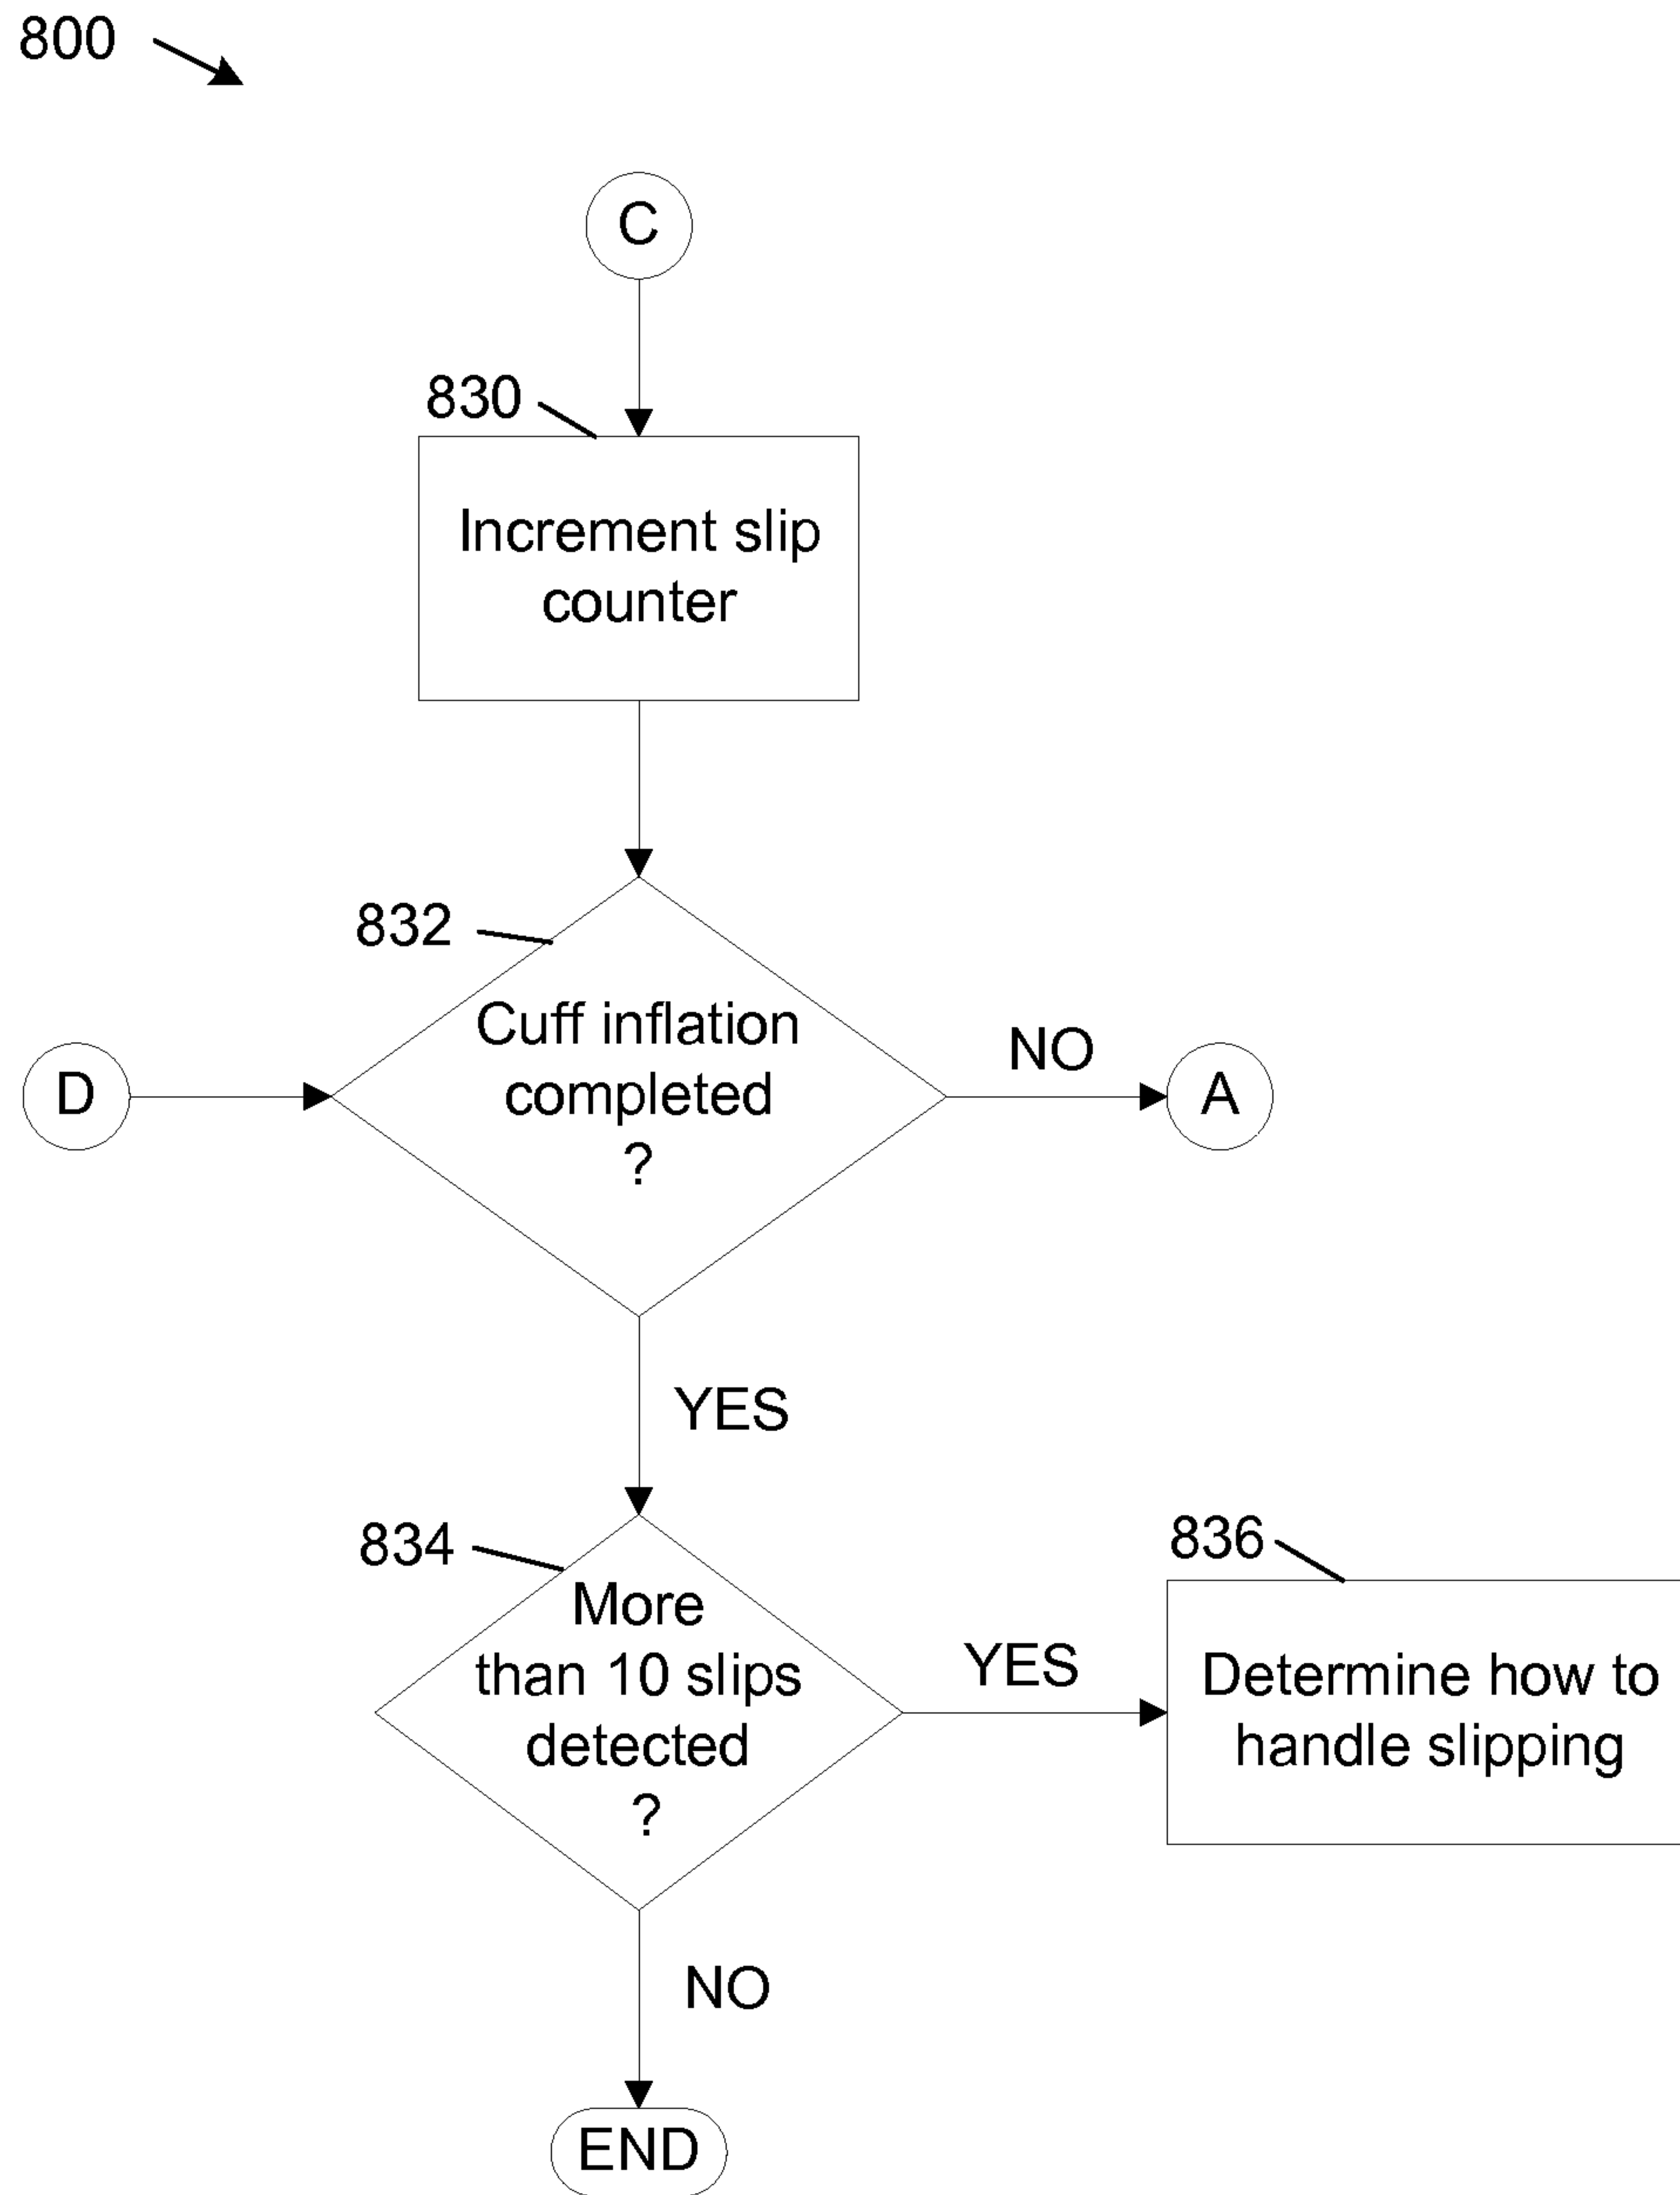 800
C
830
Increment slip
counter
832
Cuff inflation
completed
?
D
NO
A
YES
834
More
than 10 slips
detected
?
YES
836
Determine how to
handle slipping
NO
END